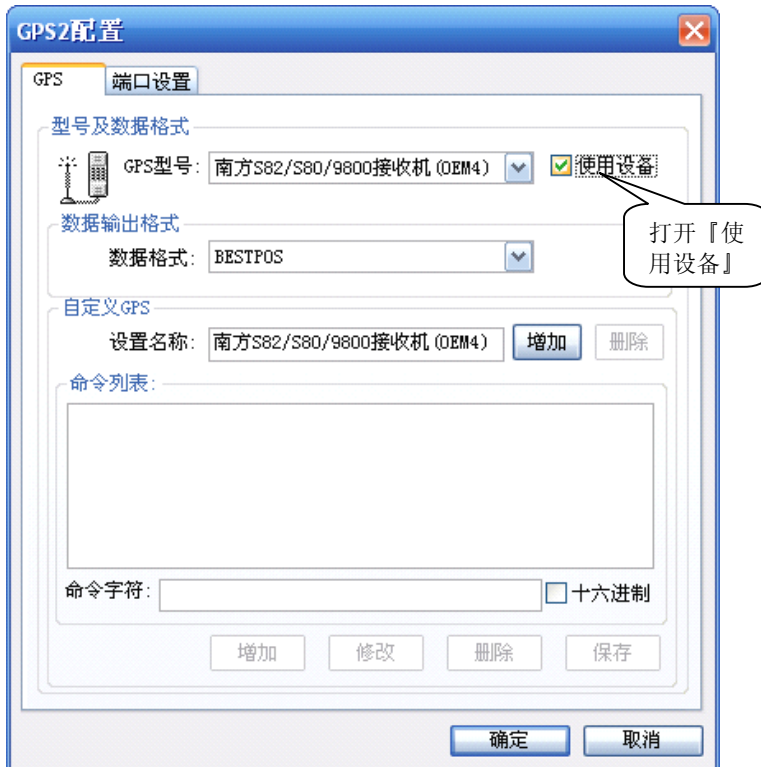 GPS2配置
GPS 端口设置
型号及数据格式
GPS型号: 南方S82/S80/9800接收机(OEM4) 使用设备
数据输出格式
打开『使
用设备』
数据格式: BESTPOS
自定义GPS
设置名称: 南方S82/S80/9800接收机(OEM4) 增加 删除
命令列表:
命令字符: 十六进制
增加 修改 删除 保存
确定 取消